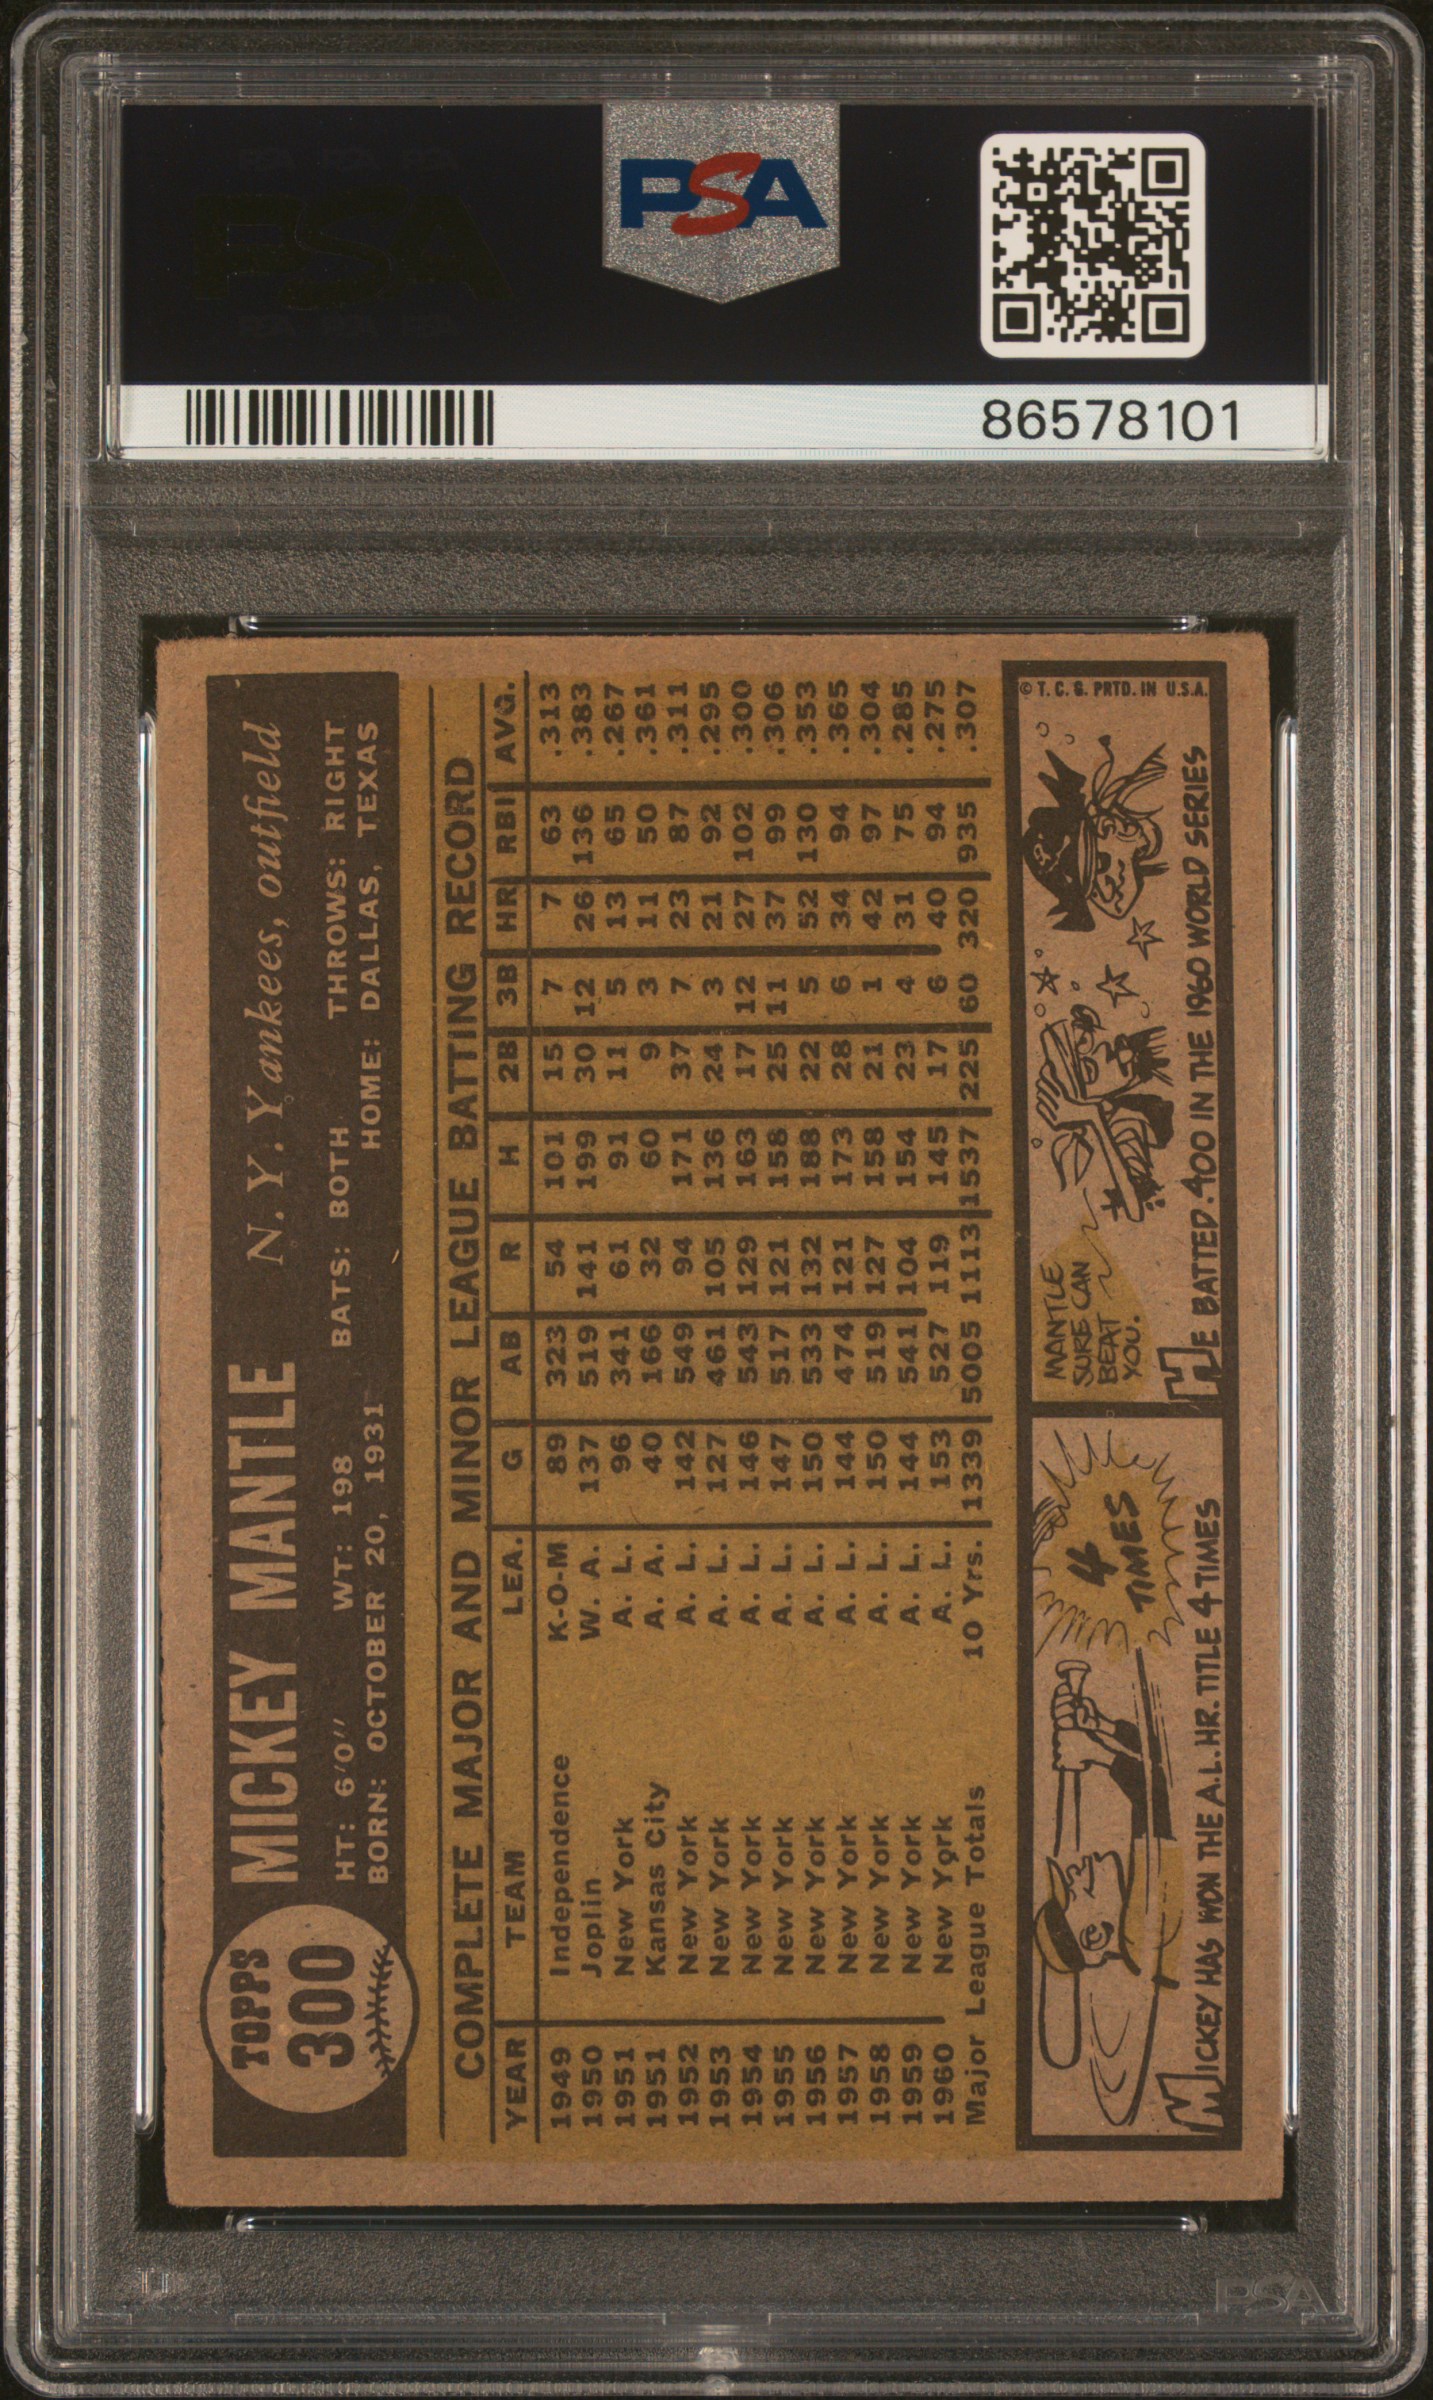 PSA
86578101
TOPPS
300
MICKEY MANTLE N. Y. Yankees, outfield
HT: 6'0" WT: 198 BATS: BOTH THROWS: RIGHT
BORN: OCTOBER 20, 1931 HOME: DALLAS, TEXAS
COMPLETE MAJOR AND MINOR LEAGUE BATTING RECORD
YEAR TEAM LEA. G AB R H 2B 3B HR RBI AVG.
1949 Independence K-O-M 89 323 54 101 15 7 7 63 .313
1950 Joplin W. A. 137 519 141 199 30 12 26 136 .383
1951 New York A. L. 96 341 61 91 11 5 13 65 .267
1951 Kansas City A. A. 40 166 32 60 9 3 11 50 .361
1952 New York A. L. 142 549 94 171 37 7 23 87 .311
1953 New York A. L. 127 461 105 136 24 3 21 92 .295
1954 New York A. L. 146 543 129 163 17 12 27 102 .300
1955 New York A. L. 147 517 121 158 25 11 37 99 .306
1956 New York A. L. 150 533 132 188 22 5 52 130 .353
1957 New York A. L. 144 474 121 173 28 6 34 94 .365
1958 New York A. L. 150 519 127 158 21 1 42 97 .304
1959 New York A. L. 144 541 104 154 23 4 31 75 .285
1960 New York A. L. 153 527 119 145 17 6 40 94 .275
Major League Totals 10 Yrs. 1339 5005 1113 1537 225 60 320 935 .307
4
TIMES
MICKEY HAS WON THE A.L. HR. TITLE 4 TIMES
MANTLE
SURE CAN
BEAT
YOU.
HE BATTED .400 IN THE 1960 WORLD SERIES
© T. C. G. PRTD. IN U.S.A.
PSA